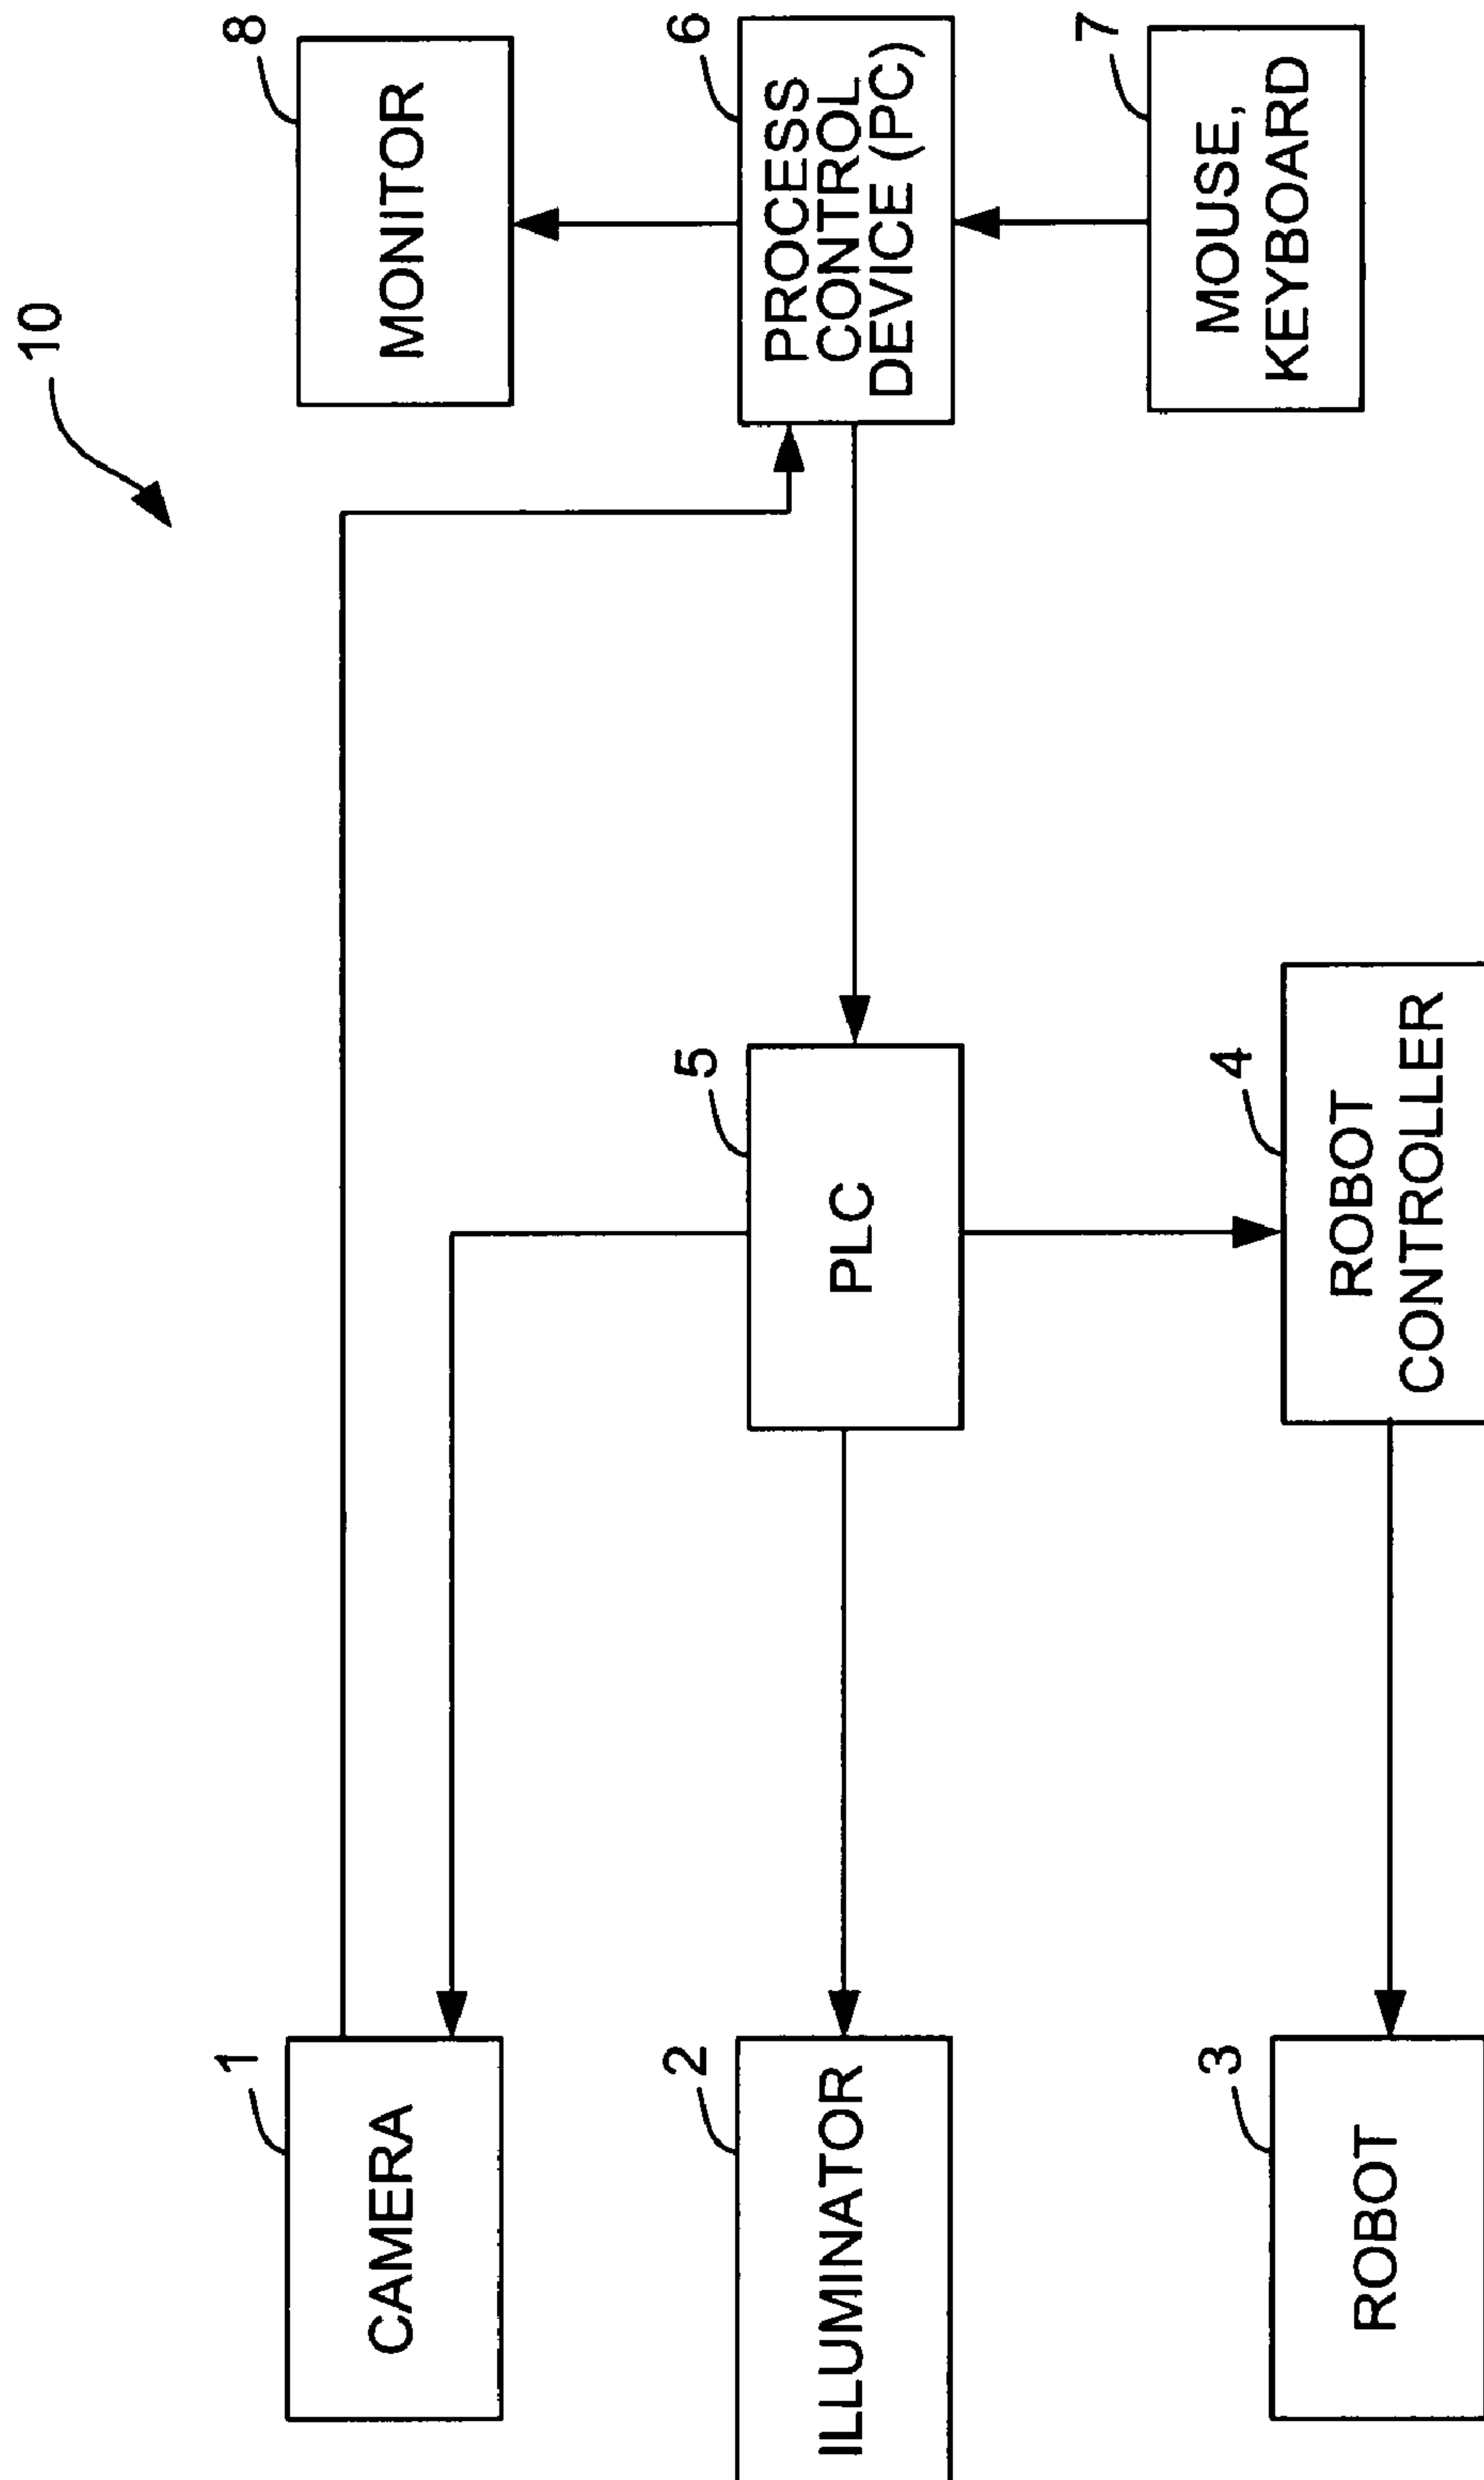 10
1
CAMERA
8
MONITOR
2
ILLUMINATOR
5
PLC
6
PROCESS
CONTROL
DEVICE (PC)
7
MOUSE,
KEYBOARD
3
ROBOT
4
ROBOT
CONTROLLER